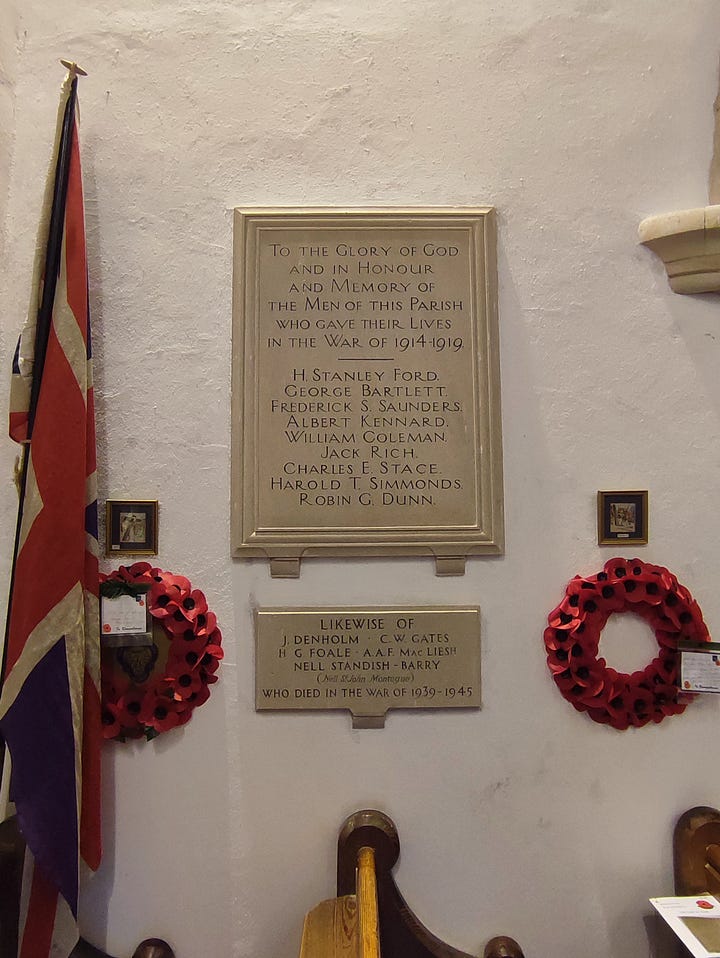 TO THE GLORY OF GOD
AND IN HONOUR
AND MEMORY OF
THE MEN OF THIS PARISH
WHO GAVE THEIR LIVES
IN THE WAR OF 1914-1919.
H. STANLEY FORD.
GEORGE BARTLETT.
FREDERICK S. SAUNDERS.
ALBERT KENNARD.
WILLIAM COLEMAN.
JACK RICH.
CHARLES E. STACE.
HAROLD T. SIMMONDS.
ROBIN G. DUNN.
LIKEWISE OF
J. DENHOLM · C. W. GATES
H G FOALE · A.A.F. MAC LIESH
NELL STANDISH - BARRY
(Nell St. John Montague)
WHO DIED IN THE WAR OF 1939-1945